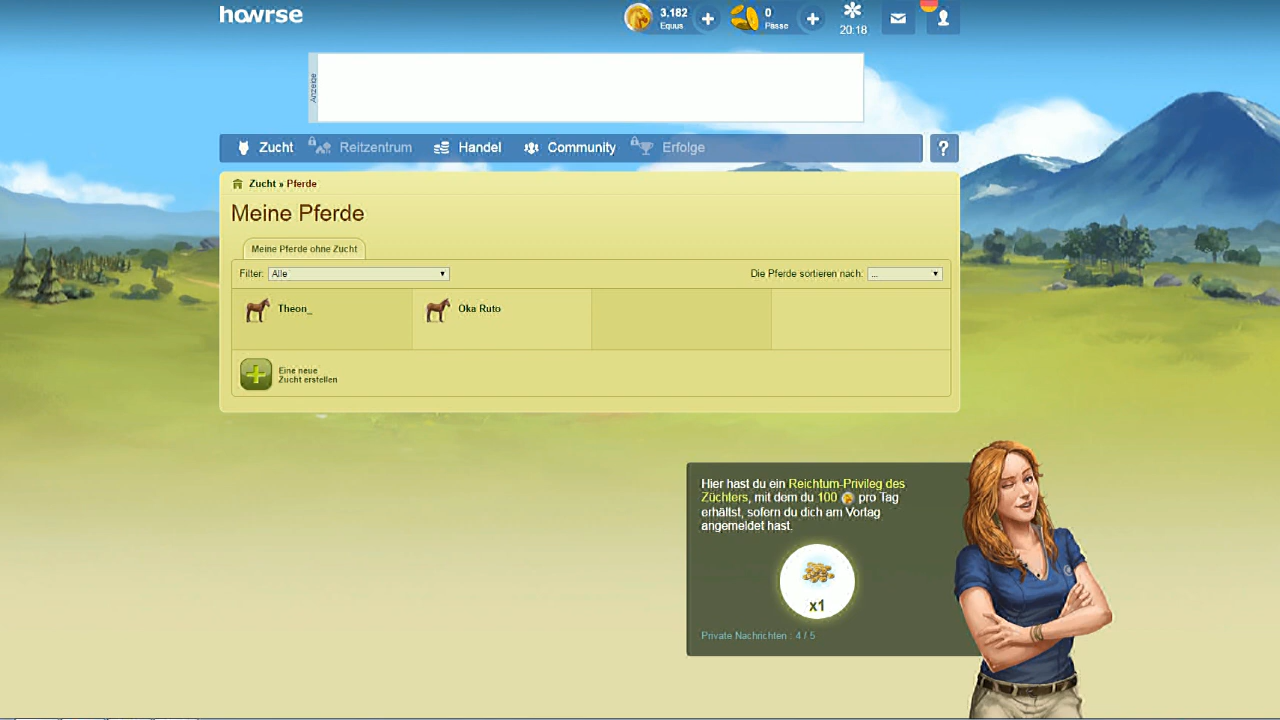 howrse
3.182
Equus
0
Pässe
20:18
Anzeige
Zucht
Reitzentrum
Handel
Community
Erfolge
?
Zucht » Pferde
Meine Pferde
Meine Pferde ohne Zucht
Filter: Alle
Die Pferde sortieren nach: ...
Theon_
Oka Ruto
Eine neue
Zucht erstellen
Hier hast du ein Reichtum-Privileg des
Züchters, mit dem du 100 pro Tag
erhältst, sofern du dich am Vortag
angemeldet hast.
x1
Private Nachrichten : 4 / 5